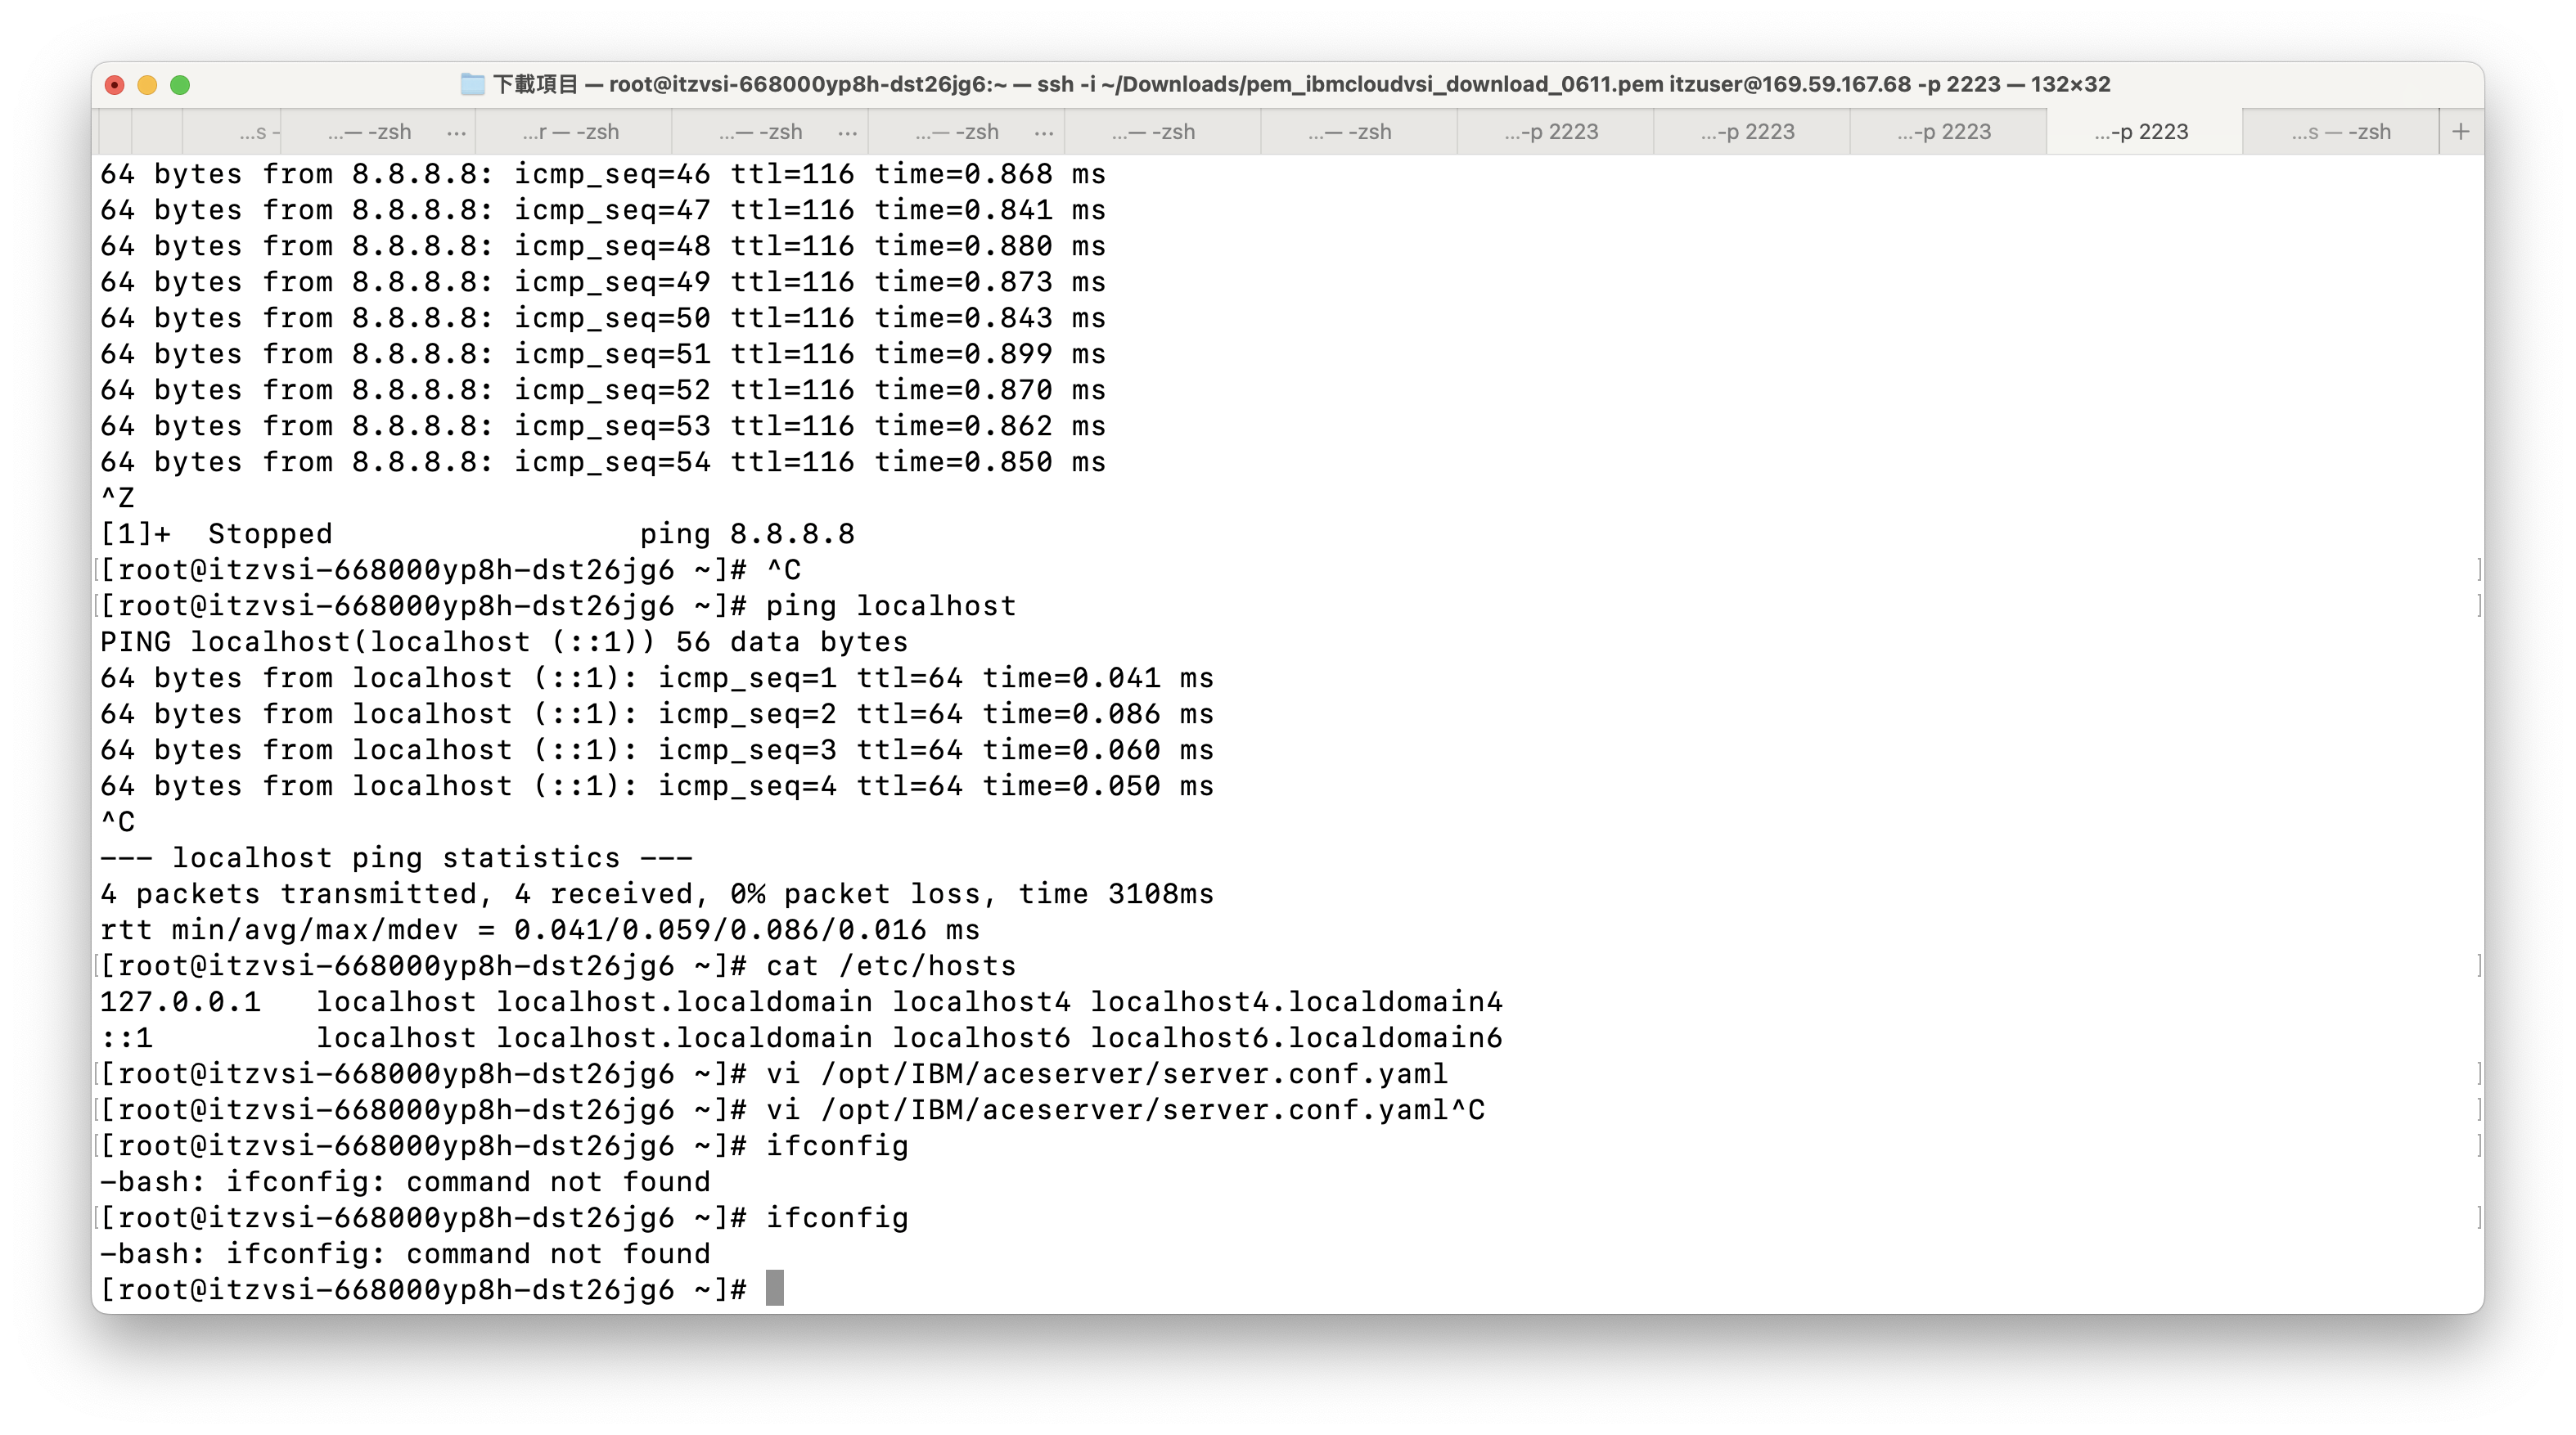 下載項目 — root@itzvsi-668000yp8h-dst26jg6:~ — ssh -i ~/Downloads/pem_ibmcloudvsi_download_0611.pem itzuser@169.59.167.68 -p 2223 — 132×32
...s - ...— -zsh ... ...r — -zsh ...— -zsh ... ...— -zsh ... ...— -zsh ...— -zsh ...-p 2223 ...-p 2223 ...-p 2223 ...-p 2223 ...s — -zsh +
64 bytes from 8.8.8.8: icmp_seq=46 ttl=116 time=0.868 ms
64 bytes from 8.8.8.8: icmp_seq=47 ttl=116 time=0.841 ms
64 bytes from 8.8.8.8: icmp_seq=48 ttl=116 time=0.880 ms
64 bytes from 8.8.8.8: icmp_seq=49 ttl=116 time=0.873 ms
64 bytes from 8.8.8.8: icmp_seq=50 ttl=116 time=0.843 ms
64 bytes from 8.8.8.8: icmp_seq=51 ttl=116 time=0.899 ms
64 bytes from 8.8.8.8: icmp_seq=52 ttl=116 time=0.870 ms
64 bytes from 8.8.8.8: icmp_seq=53 ttl=116 time=0.862 ms
64 bytes from 8.8.8.8: icmp_seq=54 ttl=116 time=0.850 ms
^Z
[1]+  Stopped                 ping 8.8.8.8
[root@itzvsi-668000yp8h-dst26jg6 ~]# ^C
[root@itzvsi-668000yp8h-dst26jg6 ~]# ping localhost
PING localhost(localhost (::1)) 56 data bytes
64 bytes from localhost (::1): icmp_seq=1 ttl=64 time=0.041 ms
64 bytes from localhost (::1): icmp_seq=2 ttl=64 time=0.086 ms
64 bytes from localhost (::1): icmp_seq=3 ttl=64 time=0.060 ms
64 bytes from localhost (::1): icmp_seq=4 ttl=64 time=0.050 ms
^C
--- localhost ping statistics ---
4 packets transmitted, 4 received, 0% packet loss, time 3108ms
rtt min/avg/max/mdev = 0.041/0.059/0.086/0.016 ms
[root@itzvsi-668000yp8h-dst26jg6 ~]# cat /etc/hosts
127.0.0.1   localhost localhost.localdomain localhost4 localhost4.localdomain4
::1         localhost localhost.localdomain localhost6 localhost6.localdomain6
[root@itzvsi-668000yp8h-dst26jg6 ~]# vi /opt/IBM/aceserver/server.conf.yaml
[root@itzvsi-668000yp8h-dst26jg6 ~]# vi /opt/IBM/aceserver/server.conf.yaml^C
[root@itzvsi-668000yp8h-dst26jg6 ~]# ifconfig
-bash: ifconfig: command not found
[root@itzvsi-668000yp8h-dst26jg6 ~]# ifconfig
-bash: ifconfig: command not found
[root@itzvsi-668000yp8h-dst26jg6 ~]#